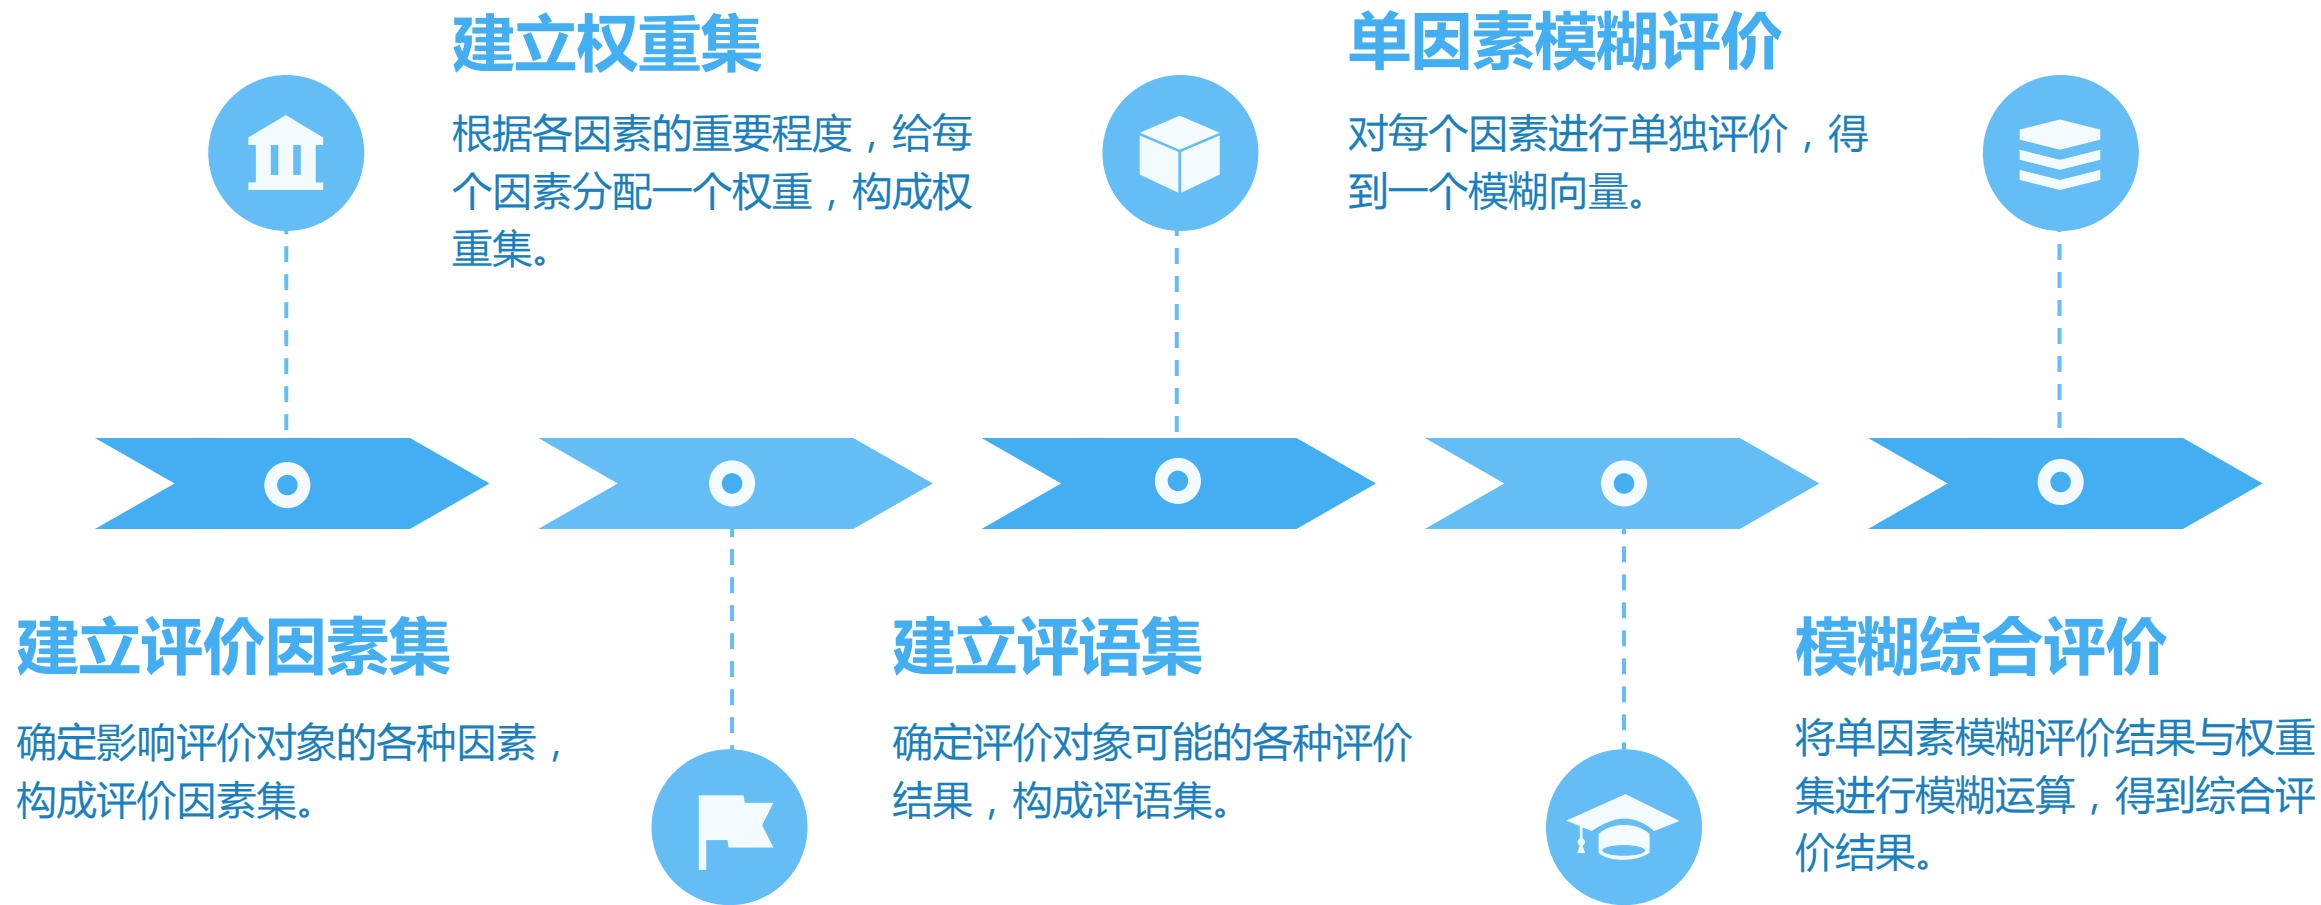 建立权重集
根据各因素的重要程度，给每
个因素分配一个权重，构成权
重集。
单因素模糊评价
对每个因素进行单独评价，得
到一个模糊向量。
建立评价因素集
确定影响评价对象的各种因素，
构成评价因素集。
建立评语集
确定评价对象可能的各种评价
结果，构成评语集。
模糊综合评价
将单因素模糊评价结果与权重
集进行模糊运算，得到综合评
价结果。